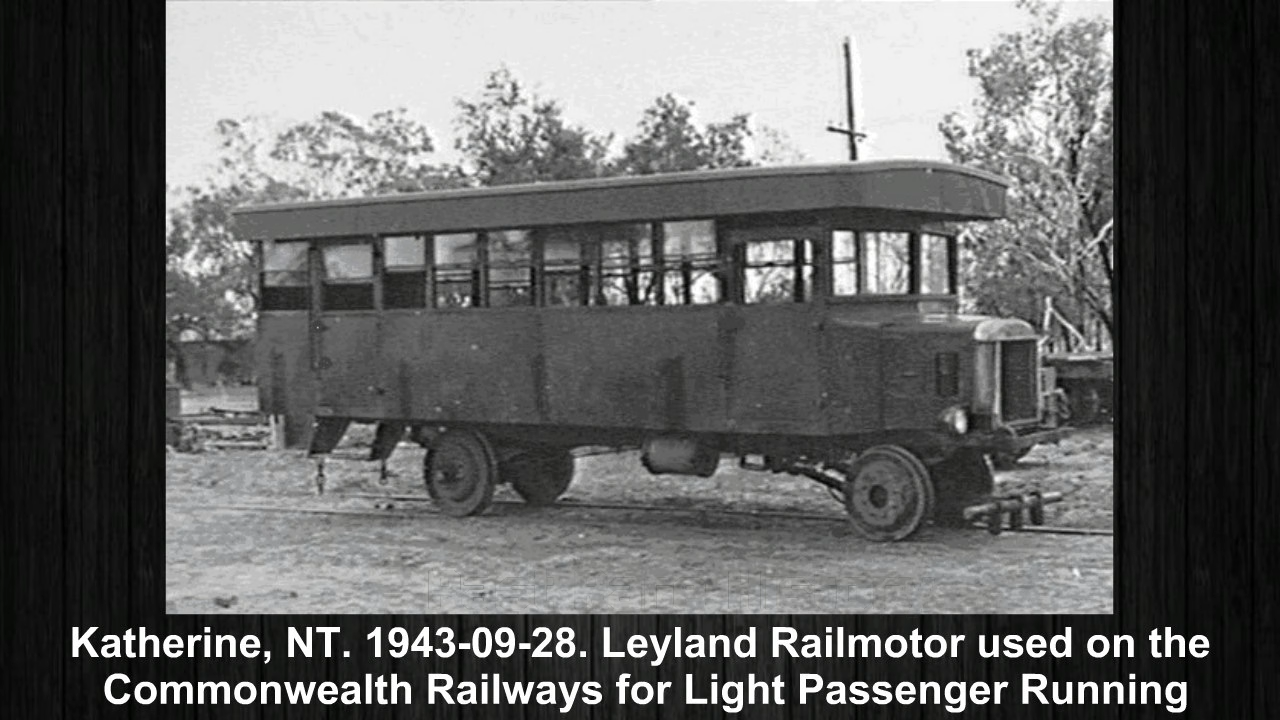 Katherine, NT. 1943-09-28. Leyland Railmotor used on the
Commonwealth Railways for Light Passenger Running